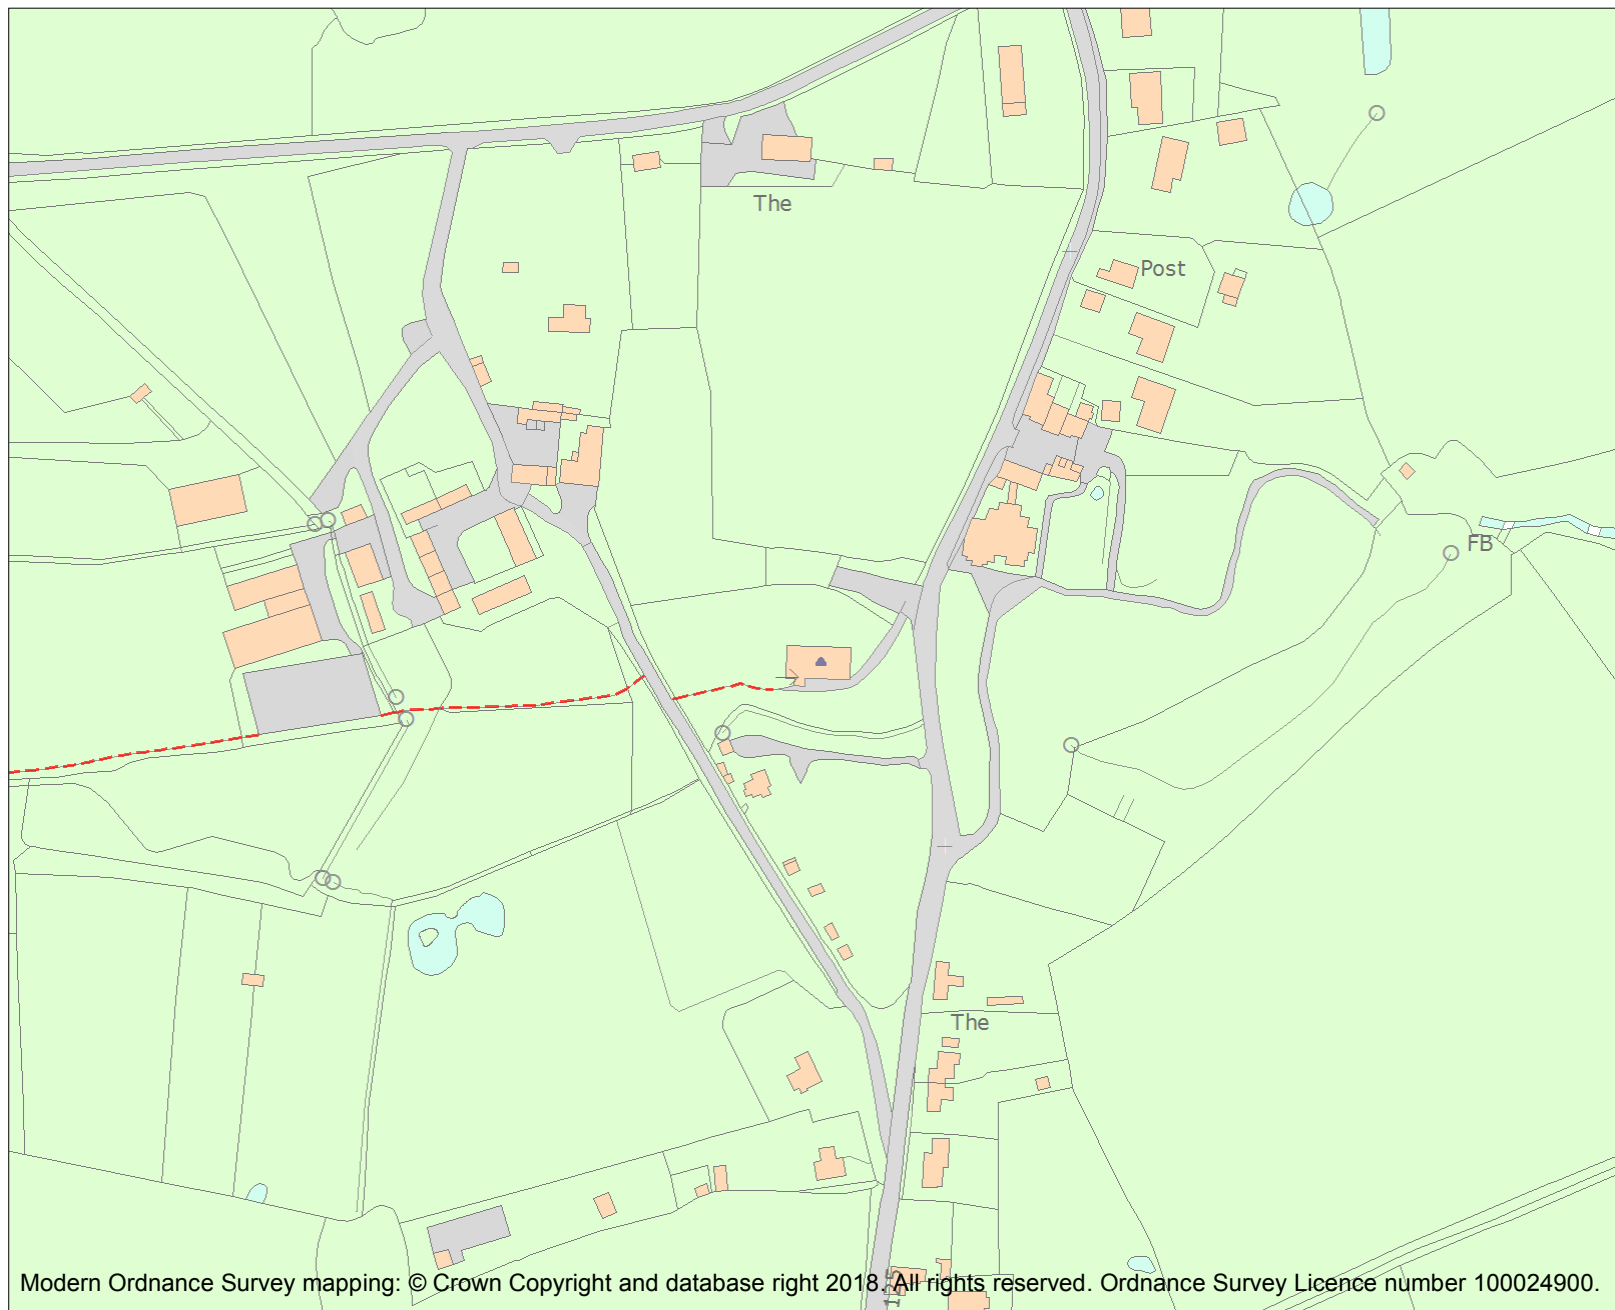 The
Post
FB
The
Modern Ordnance Survey mapping: © Crown Copyright and database right 2018. All rights reserved. Ordnance Survey Licence number 100024900.